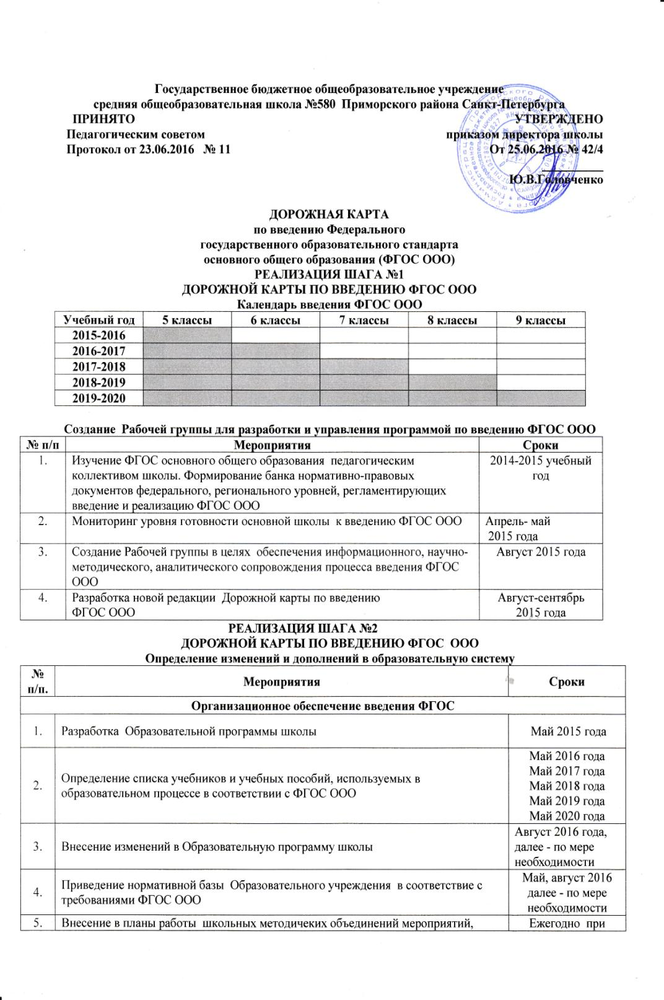 Государственное бюджетное общеобразовательное учреждение
средняя общеобразовательная школа №580 Приморского района Санкт-Петербурга
ПРИНЯТО УТВЕРЖДЕНО
Педагогическим советом приказом директора школы
Протокол от 23.06.2016 № 11 От 25.06.2016 № 42/4
Ю.В.Головченко
ДОРОЖНАЯ КАРТА
по введению Федерального
государственного образовательного стандарта
основного общего образования (ФГОС ООО)
РЕАЛИЗАЦИЯ ШАГА №1
ДОРОЖНОЙ КАРТЫ ПО ВВЕДЕНИЮ ФГОС ООО
Календарь введения ФГОС ООО
Учебный год 5 классы 6 классы 7 классы 8 классы 9 классы
2015-2016
2016-2017
2017-2018
2018-2019
2019-2020
Создание Рабочей группы для разработки и управления программой по введению ФГОС ООО
№ п/п Мероприятия Сроки
1. Изучение ФГОС основного общего образования педагогическим 2014-2015 учебный
коллективом школы. Формирование банка нормативно-правовых год
документов федерального, регионального уровней, регламентирующих
введение и реализацию ФГОС ООО
2. Мониторинг уровня готовности основной школы к введению ФГОС ООО Апрель- май
2015 года
3. Создание Рабочей группы в целях обеспечения информационного, научно- Август 2015 года
методического, аналитического сопровождения процесса введения ФГОС
ООО
4. Разработка новой редакции Дорожной карты по введению Август-сентябрь
ФГОС ООО 2015 года
РЕАЛИЗАЦИЯ ШАГА №2
ДОРОЖНОЙ КАРТЫ ПО ВВЕДЕНИЮ ФГОС ООО
Определение изменений и дополнений в образовательную систему
№
п/п. Мероприятия Сроки
Организационное обеспечение введения ФГОС
1. Разработка Образовательной программы школы Май 2015 года
2. Определение списка учебников и учебных пособий, используемых в
образовательном процессе в соответствии с ФГОС ООО
Май 2016 года
Май 2017 года
Май 2018 года
Май 2019 года
Май 2020 года
3. Внесение изменений в Образовательную программу школы
Август 2016 года,
далее - по мере
необходимости
4. Приведение нормативной базы Образовательного учреждения в соответствие с
требованиями ФГОС ООО
Май, август 2016
далее - по мере
необходимости
5. Внесение в планы работы школьных методичеких объединений мероприятий, Ежегодно при